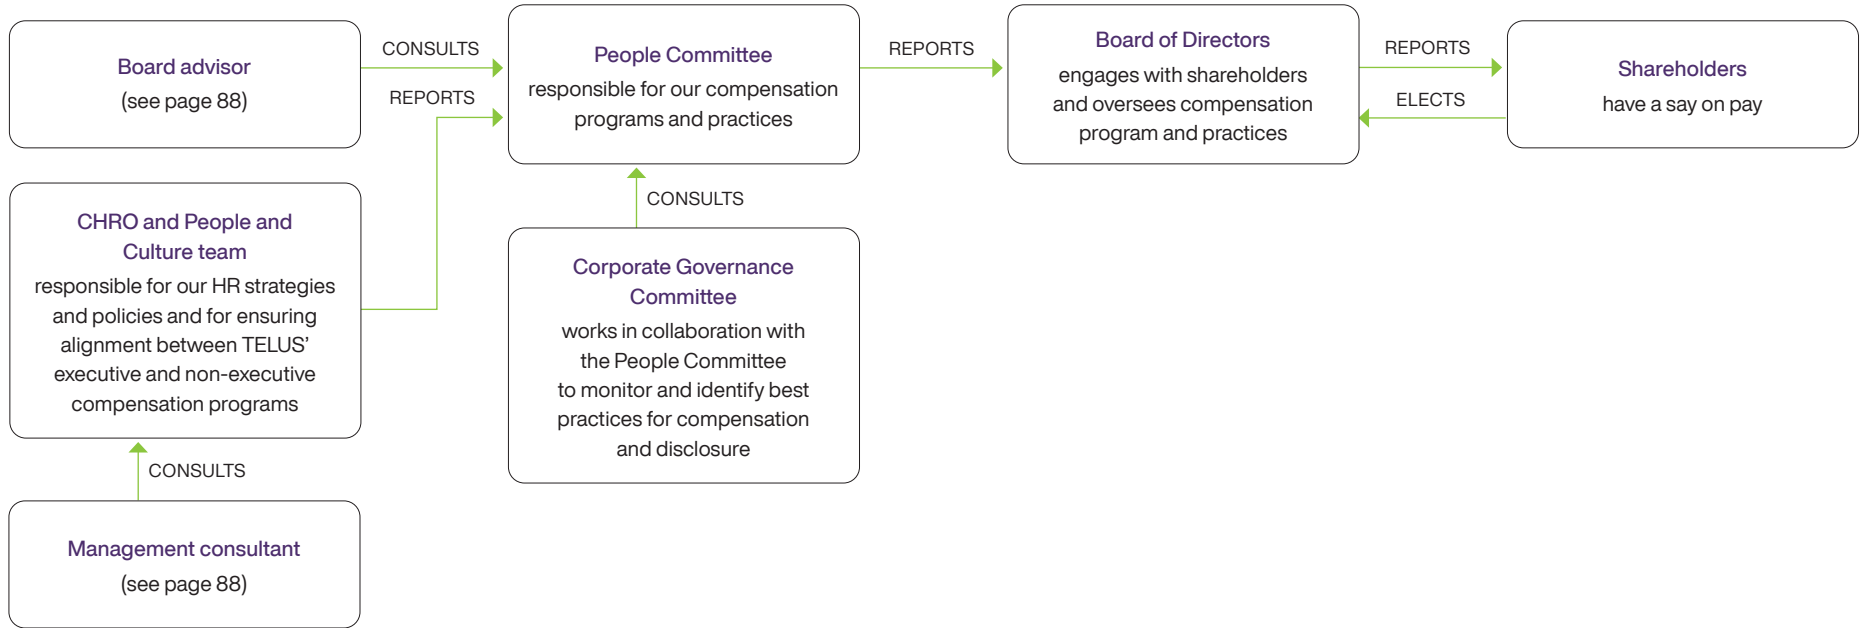 Board advisor
(see page 88)
CONSULTS
REPORTS
People Committee
responsible for our compensation
programs and practices
REPORTS
Board of Directors
engages with shareholders
and oversees compensation
program and practices
REPORTS
ELECTS
Shareholders
have a say on pay
CHRO and People and
Culture team
responsible for our HR strategies
and policies and for ensuring
alignment between TELUS’
executive and non-executive
compensation programs
CONSULTS
Corporate Governance
Committee
works in collaboration with
the People Committee
to monitor and identify best
practices for compensation
and disclosure
CONSULTS
Management consultant
(see page 88)